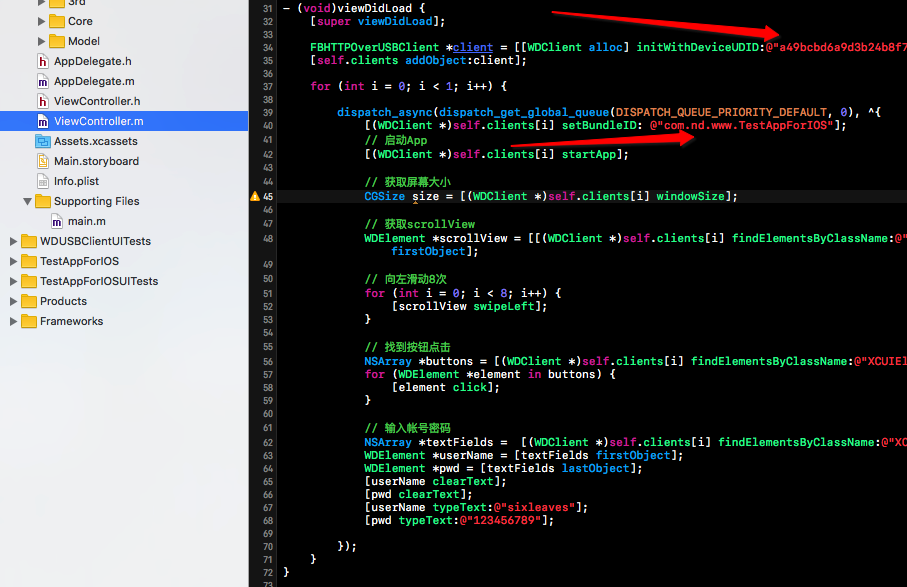 3rd
Core
Model
AppDelegate.h
AppDelegate.m
ViewController.h
ViewController.m
Assets.xcassets
Main.storyboard
Info.plist
Supporting Files
main.m
WDUSBClientUITests
TestAppForIOS
TestAppForIOSUITests
Products
Frameworks
31 - (void)viewDidLoad {
32 [super viewDidLoad];
33
34 FBHTTPOverUSBClient *client = [[WDClient alloc] initWithDeviceUDID:@"a49bcbd6a9d3b24b8f7
35 [self.clients addObject:client];
36
37 for (int i = 0; i < 1; i++) {
38
39 dispatch_async(dispatch_get_global_queue(DISPATCH_QUEUE_PRIORITY_DEFAULT, 0), ^{
40 [(WDClient *)self.clients[i] setBundleID: @"com.nd.www.TestAppForIOS"];
41 // 启动App
42 [(WDClient *)self.clients[i] startApp];
43
44 // 获取屏幕大小
45 CGSize size = [(WDClient *)self.clients[i] windowSize];
46
47 // 获取scrollView
48 WDElement *scrollView = [[(WDClient *)self.clients[i] findElementsByClassName:@"
firstObject];
49
50 // 向左滑动8次
51 for (int i = 0; i < 8; i++) {
52 [scrollView swipeLeft];
53 }
54
55 // 找到按钮点击
56 NSArray *buttons = [(WDClient *)self.clients[i] findElementsByClassName:@"XCUIEl
57 for (WDElement *element in buttons) {
58 [element click];
59 }
60
61 // 输入帐号密码
62 NSArray *textFields = [(WDClient *)self.clients[i] findElementsByClassName:@"XC
63 WDElement *userName = [textFields firstObject];
64 WDElement *pwd = [textFields lastObject];
65 [userName clearText];
66 [pwd clearText];
67 [userName typeText:@"sixleaves"];
68 [pwd typeText:@"123456789"];
69
70 });
71 }
72 }
73